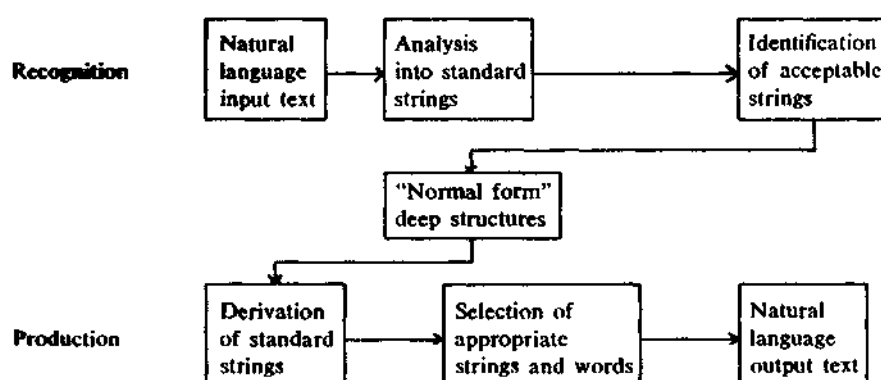 Recognition
Natural
language
input text
Analysis
into standard
strings
Identification
of acceptable
strings
“Normal form”
deep structures
Production
Derivation
of standard
strings
Selection of
appropriate
strings and words
Natural
language
output text